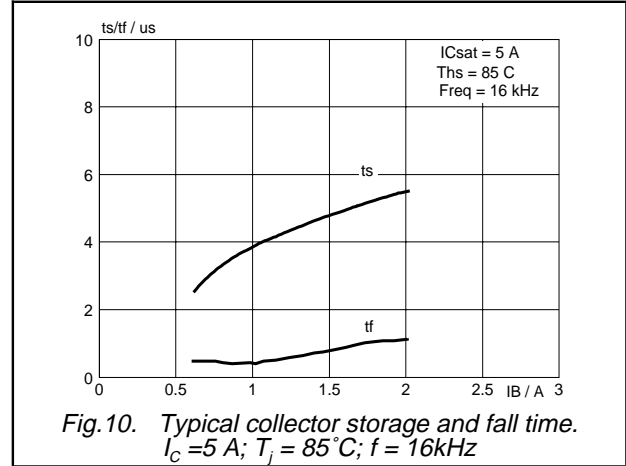 ts/tf / us
10
ICsat = 5 A
Ths = 85 C
Freq = 16 kHz
8
6
ts
4
2
tf
0
0 0.5 1 1.5 2 2.5 IB / A 3
Fig.10. Typical collector storage and fall time.
I_C =5 A; T_j = 85˚C; f = 16kHz